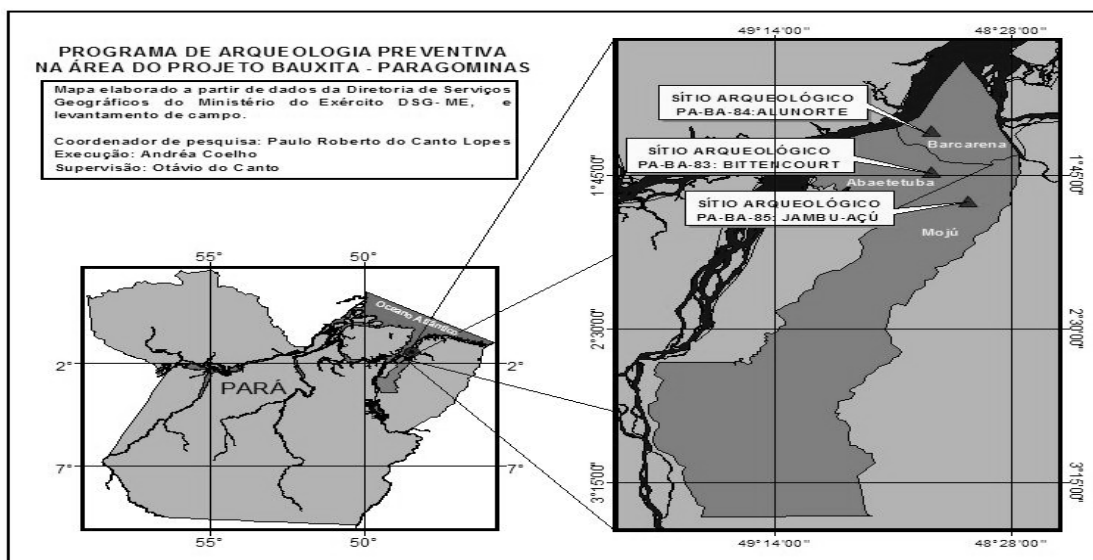 PROGRAMA DE ARQUEOLOGIA PREVENTIVA
NA ÁREA DO PROJETO BAUXITA - PARAGOMINAS
Mapa elaborado a partir de dados da Diretoria de Serviços
Geográficos do Ministério do Exército DSG-ME, e
levantamento de campo.
Coordenador de pesquisa: Paulo Roberto do Canto Lopes
Execução: Andréa Coelho
Supervisão: Otávio do Canto
55°
50°
Oceano Atlântico
2°
2°
PARÁ
7°
7°
55°
50°
49°14'00"
48°28'00"
SÍTIO ARQUEOLÓGICO
PA-BA-84:ALUNORTE
Barcarena
SÍTIO ARQUEOLÓGICO
PA-BA-83: BITTENCOURT
1°45'00"
1°45'00"
Abaetetuba
SÍTIO ARQUEOLÓGICO
PA-BA-85: JAMBU-AÇÚ
Mojú
2°30'00"
2°30'00"
3°15'00"
3°15'00"
49°14'00"
48°28'00"